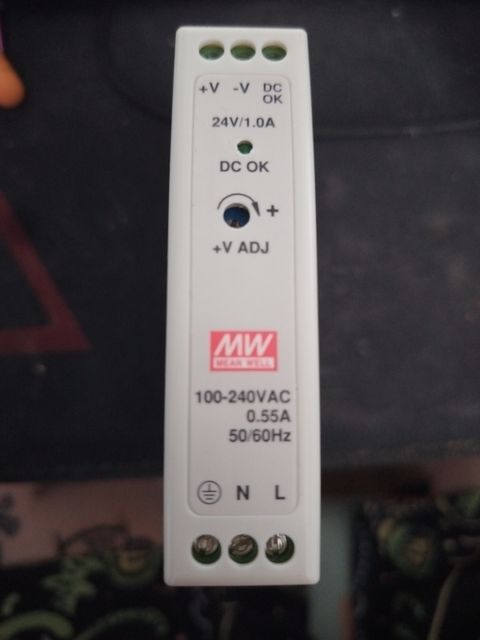 +V -V DC OK
24V/1.0A
DC OK
+
+V ADJ
MW
MEAN WELL
100-240VAC
0.55A
50/60Hz
N L